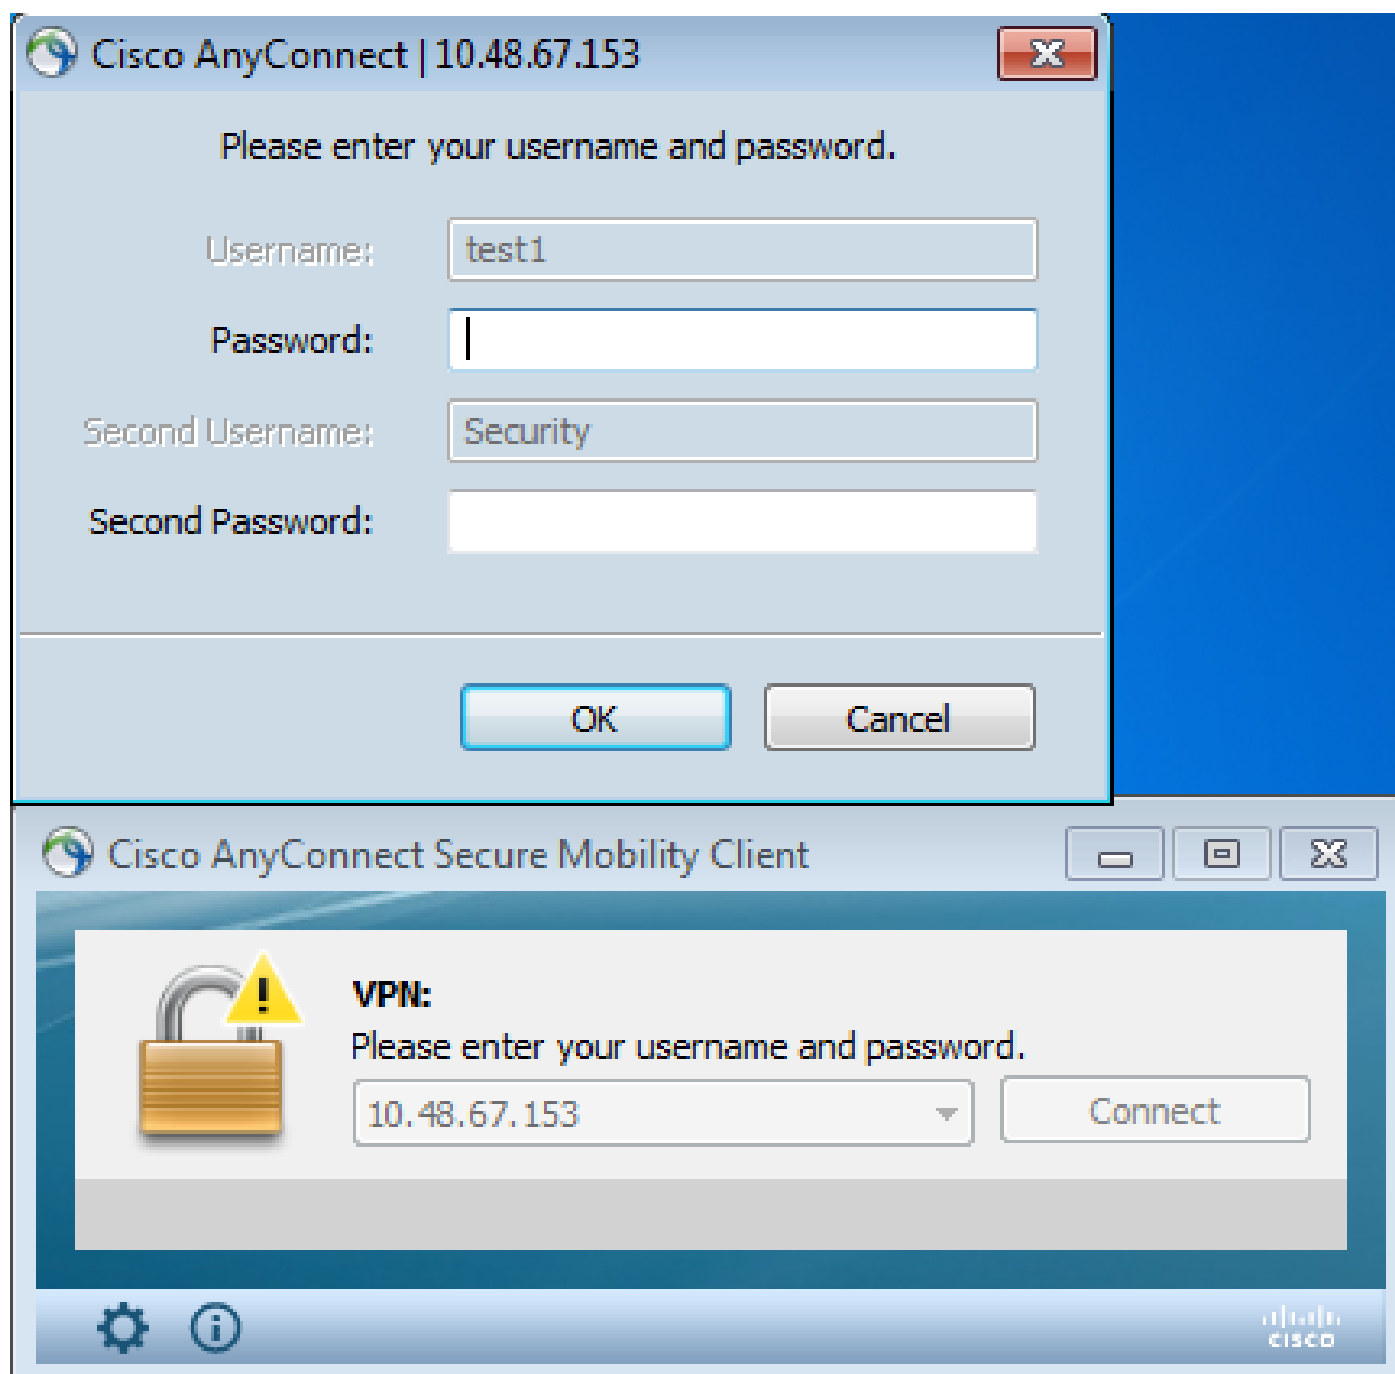 Cisco AnyConnect | 10.48.67.153
Please enter your username and password.
Username: test1
Password:
Second Username: Security
Second Password:
OK Cancel
Cisco AnyConnect Secure Mobility Client
VPN:
Please enter your username and password.
10.48.67.153 Connect
CISCO